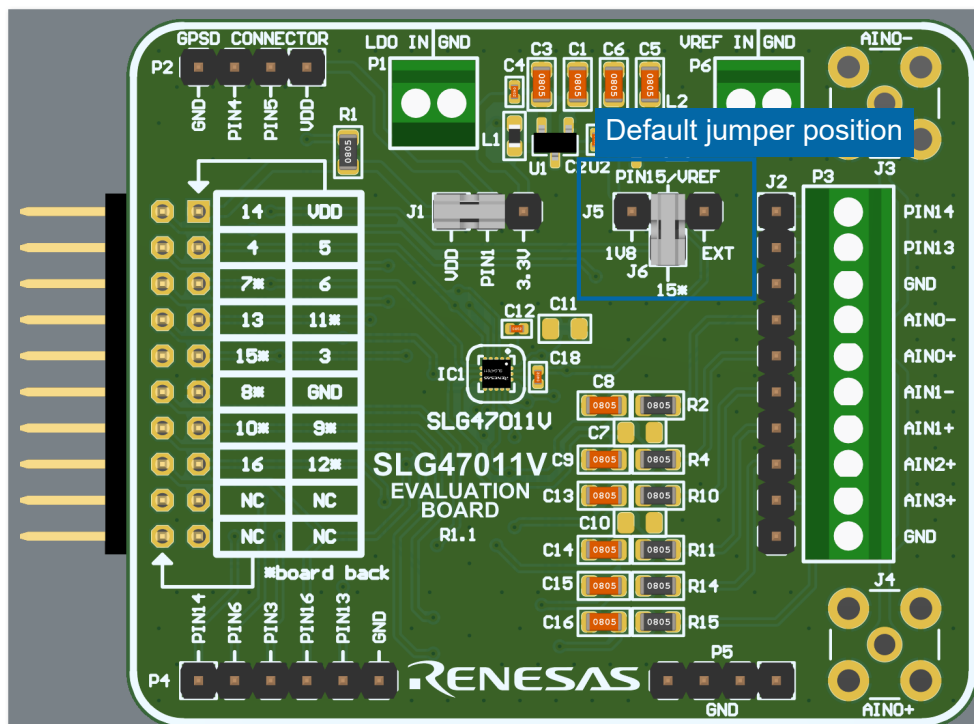 GPSD CONNECTOR
P2
GND
PIN4
PIN5
VDD
LDO IN GND
P1
C4
C3
C1
C6
C5
VREF IN GND
P6
AIN0-
R1
0805
0805
0805
0805
0805
L1
L2
U1
C2
U2
Default jumper position
J3
PIN15/VREF
J1
VDD
PIN1
3.3V
J5
1V8
J6
EXT
15*
J2
P3
PIN14
PIN13
GND
AIN0-
AIN0+
AIN1-
AIN1+
AIN2+
AIN3+
GND
14 VDD
4 5
7* 6
13 11*
15* 3
8* GND
10* 9*
16 12*
NC NC
NC NC
*board back
C12
C11
C18
IC1
RENESAS
SLG47011
SLG47011V
SLG47011V
EVALUATION
BOARD
R1.1
C8 0805 0805 R2
C7
C9 0805 0805 R4
C13 0805 0805 R10
C10
C14 0805 0805 R11
C15 0805 0805 R14
C16 0805 0805 R15
J4
AIN0+
PIN14
PIN6
PIN3
PIN16
PIN13
GND
P4
RENESAS
P5
GND